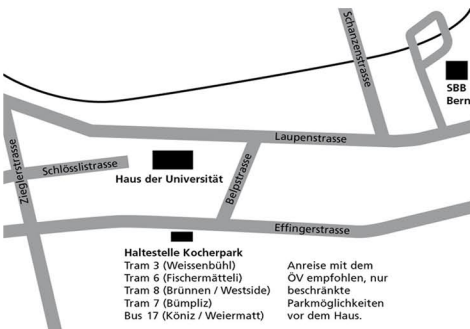 Schanzenstrasse
SBB
Bern
Laupenstrasse
Zieglerstrasse
Schlösslistrasse
Haus der Universität
Belpstrasse
Effingerstrasse
Haltestelle Kocherpark
Tram 3 (Weissenbühl)
Tram 6 (Fischermätteli)
Tram 8 (Brünnen / Westside)
Tram 7 (Bümpliz)
Bus 17 (Köniz / Weiermatt)
Anreise mit dem
ÖV empfohlen, nur
beschränkte
Parkmöglichkeiten
vor dem Haus.